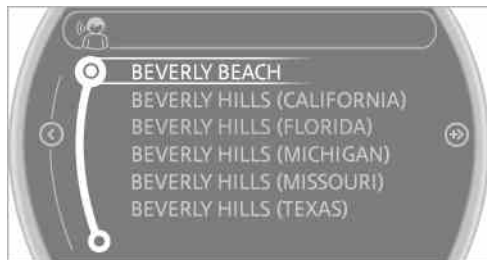 BEVERLY BEACH
BEVERLY HILLS (CALIFORNIA)
BEVERLY HILLS (FLORIDA)
BEVERLY HILLS (MICHIGAN)
BEVERLY HILLS (MISSOURI)
BEVERLY HILLS (TEXAS)